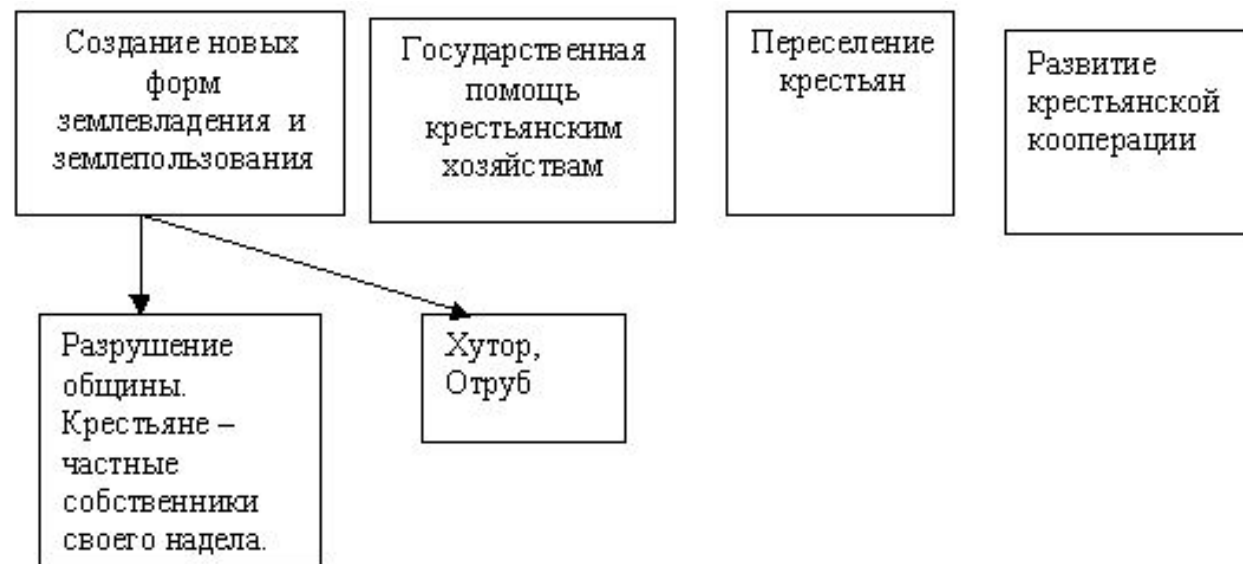 Создание новых
форм
землевладения и
землепользования
Государственная
помощь
крестьянским
хозяйствам
Переселение
крестьян
Развитие
крестьянской
кооперации
Разрушение
общины.
Крестьяне –
частные
собственники
своего надела.
Хутор,
Отруб